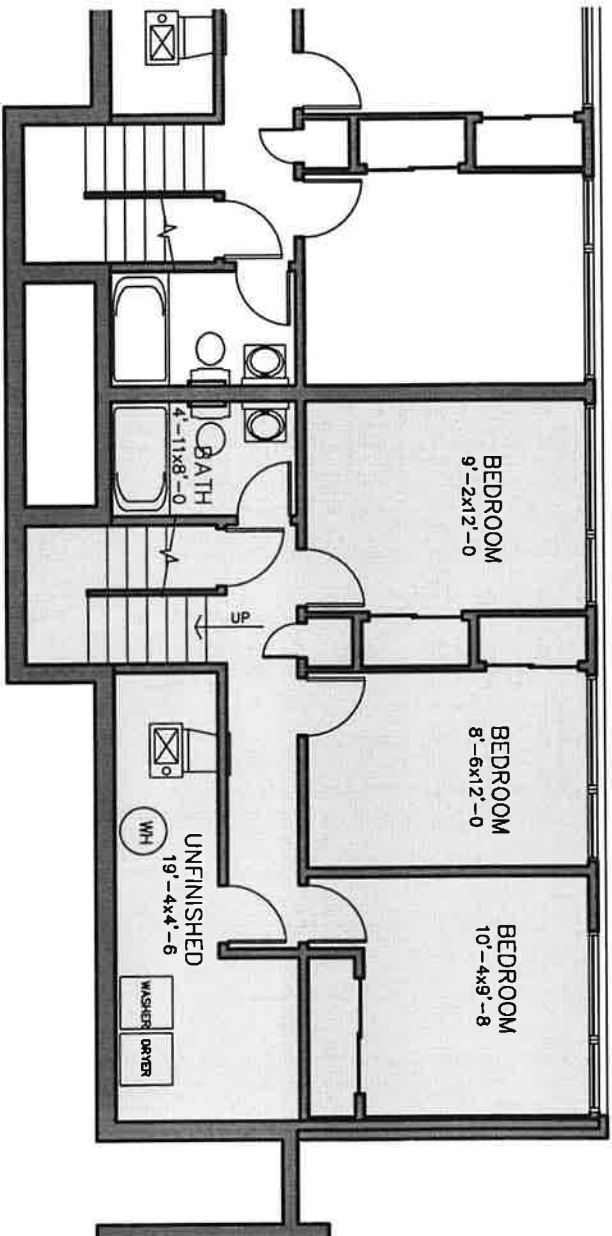 BEDROOM
9'-2x12'-0
BATH
4'-11x8'-0
UP
BEDROOM
8'-6x12'-0
UNFINISHED
19'-4x4'-6
WH
BEDROOM
10'-4x9'-8
WASHER
DRYER